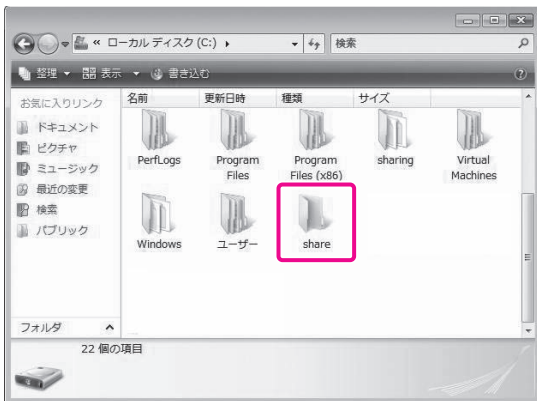 « ローカル ディスク (C:)
検索
整理 表示 書き込む
お気に入りリンク
ドキュメント
ピクチャ
ミュージック
最近の変更
検索
パブリック
フォルダ
名前 更新日時 種類 サイズ
PerfLogs
Program Files
Program Files (x86)
sharing
Virtual Machines
Windows
ユーザー
share
22 個の項目